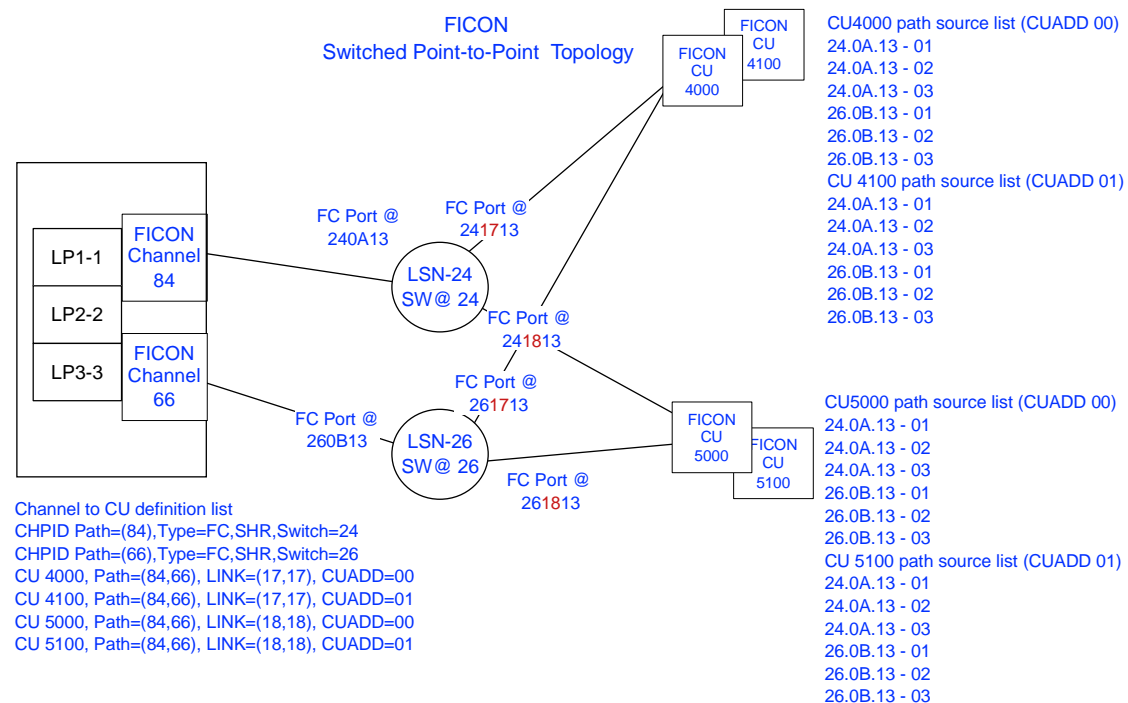 FICON
Switched Point-to-Point Topology
FICON
CU
4100
FICON
CU
4000
CU4000 path source list (CUADD 00)
24.0A.13 - 01
24.0A.13 - 02
24.0A.13 - 03
26.0B.13 - 01
26.0B.13 - 02
26.0B.13 - 03
CU 4100 path source list (CUADD 01)
24.0A.13 - 01
24.0A.13 - 02
24.0A.13 - 03
26.0B.13 - 01
26.0B.13 - 02
26.0B.13 - 03
LP1-1
LP2-2
LP3-3
FICON
Channel
84
FICON
Channel
66
FC Port @
240A13
FC Port @
241713
LSN-24
SW@ 24
FC Port @
241813
FC Port @
261713
FC Port @
260B13
LSN-26
SW@ 26
FC Port @
261813
FICON
CU
5000
FICON
CU
5100
CU5000 path source list (CUADD 00)
24.0A.13 - 01
24.0A.13 - 02
24.0A.13 - 03
26.0B.13 - 01
26.0B.13 - 02
26.0B.13 - 03
CU 5100 path source list (CUADD 01)
24.0A.13 - 01
24.0A.13 - 02
24.0A.13 - 03
26.0B.13 - 01
26.0B.13 - 02
26.0B.13 - 03
Channel to CU definition list
CHPID Path=(84),Type=FC,SHR,Switch=24
CHPID Path=(66),Type=FC,SHR,Switch=26
CU 4000, Path=(84,66), LINK=(17,17), CUADD=00
CU 4100, Path=(84,66), LINK=(17,17), CUADD=01
CU 5000, Path=(84,66), LINK=(18,18), CUADD=00
CU 5100, Path=(84,66), LINK=(18,18), CUADD=01